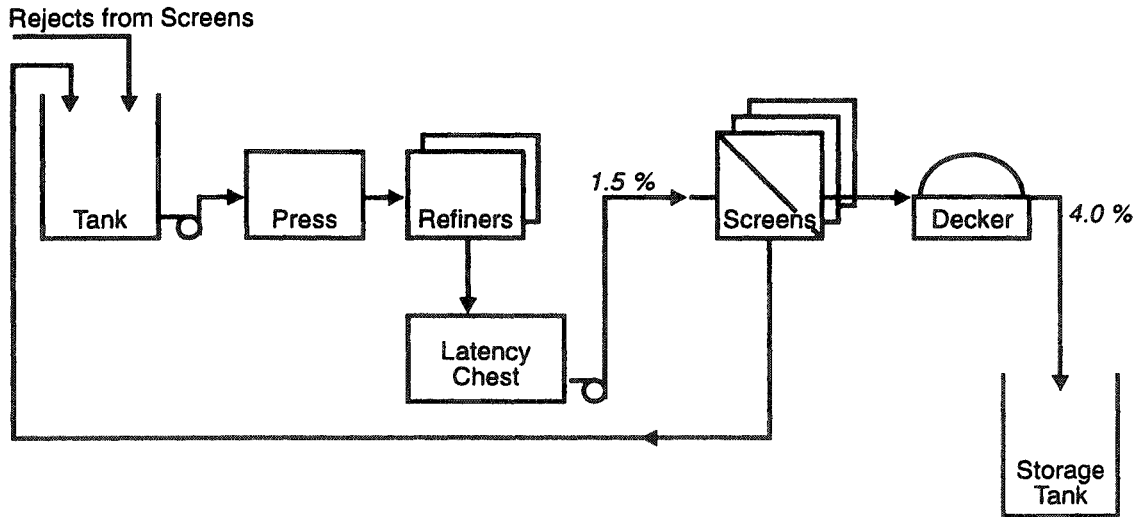 Rejects from Screens
Tank
Press
Refiners
1.5 %
Screens
Decker
4.0 %
Latency
Chest
Storage
Tank